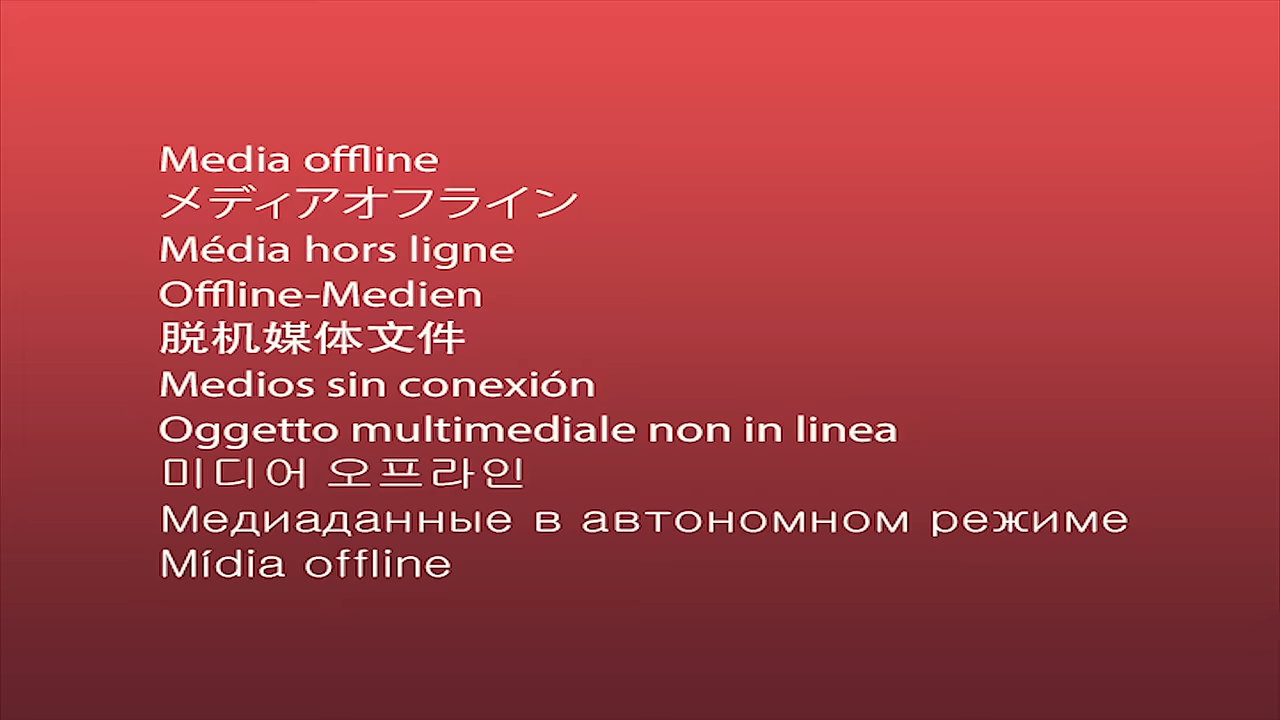 Media offline
メディアオフライン
Média hors ligne
Offline-Medien
脱机媒体文件
Medios sin conexión
Oggetto multimediale non in linea
미디어 오프라인
Медиаданные в автономном режиме
Mídia offline